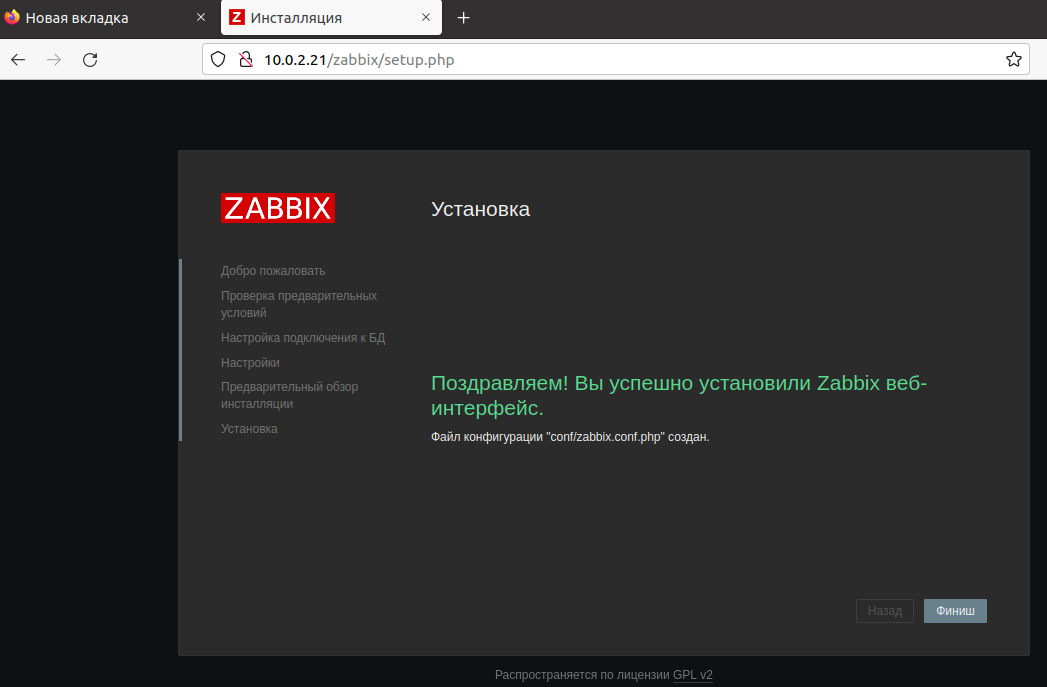 Новая вкладка
Z Инсталляция
10.0.2.21/zabbix/setup.php
ZABBIX
Установка
Добро пожаловать
Проверка предварительных
условий
Настройка подключения к БД
Настройки
Предварительный обзор
инсталляции
Установка
Поздравляем! Вы успешно установили Zabbix веб-
интерфейс.
Файл конфигурации "conf/zabbix.conf.php" создан.
Назад
Финиш
Распространяется по лицензии GPL v2